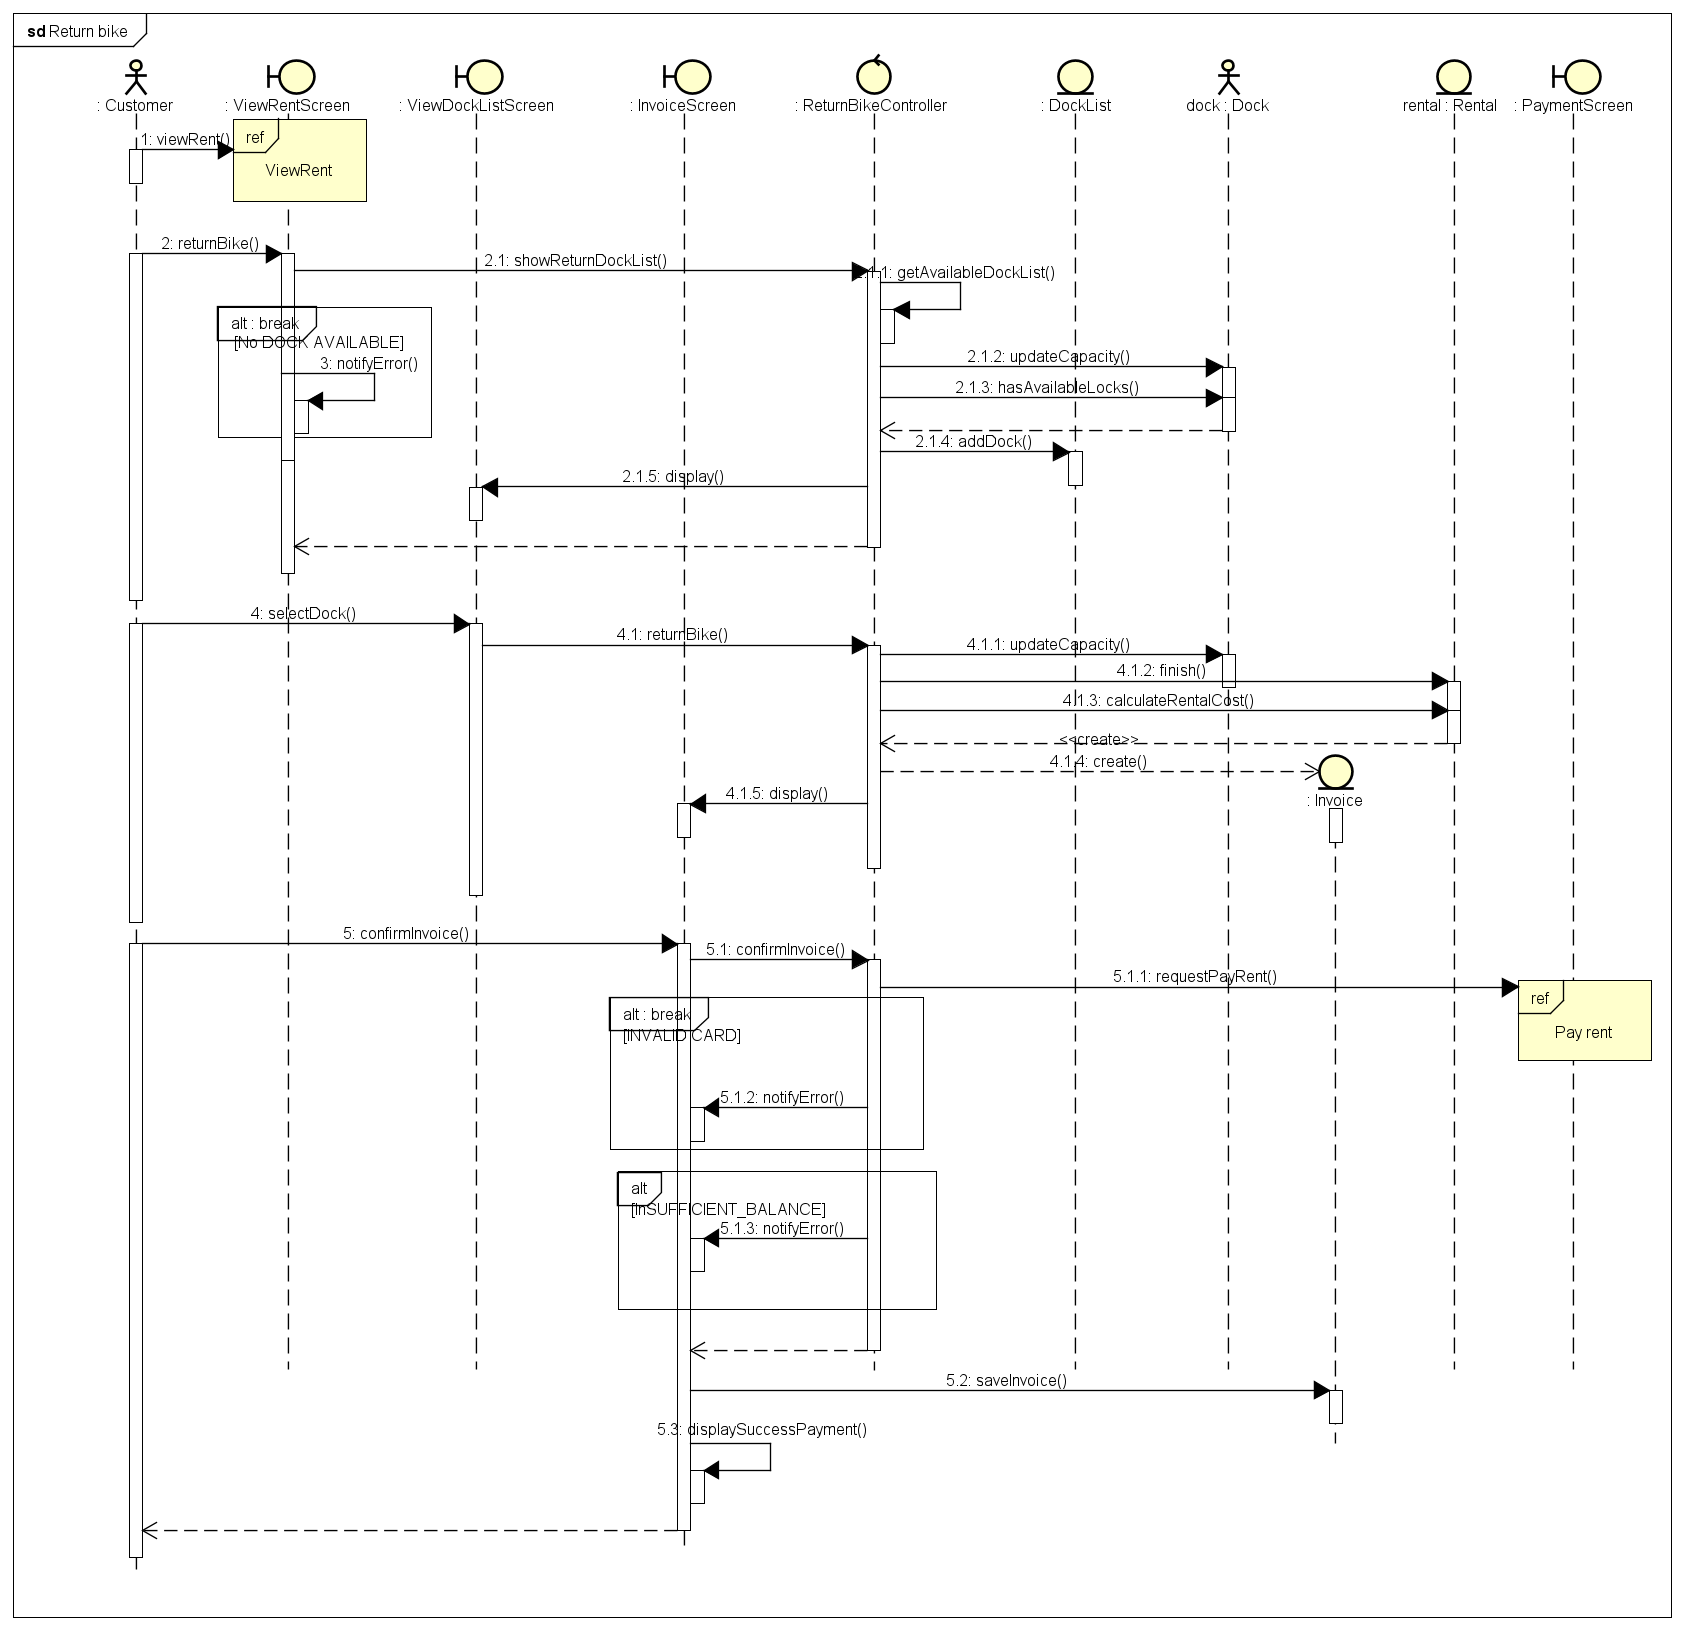 sd Return bike
: Customer
: ViewRentScreen
: ViewDockListScreen
: InvoiceScreen
: ReturnBikeController
: DockList
dock : Dock
rental : Rental
: PaymentScreen
1: viewRent()
ref
ViewRent
2: returnBike()
2.1: showReturnDockList()
2.1.1: getAvailableDockList()
alt : break
[No DOCK AVAILABLE]
3: notifyError()
2.1.2: updateCapacity()
2.1.3: hasAvailableLocks()
2.1.4: addDock()
2.1.5: display()
4: selectDock()
4.1: returnBike()
4.1.1: updateCapacity()
4.1.2: finish()
4.1.3: calculateRentalCost()
<<create>>
4.1.4: create()
4.1.5: display()
: Invoice
5: confirmInvoice()
5.1: confirmInvoice()
5.1.1: requestPayRent()
ref
Pay rent
alt : break
[INVALID CARD]
5.1.2: notifyError()
alt
[InSUFFICIENT_BALANCE]
5.1.3: notifyError()
5.2: saveInvoice()
5.3: displaySuccessPayment()